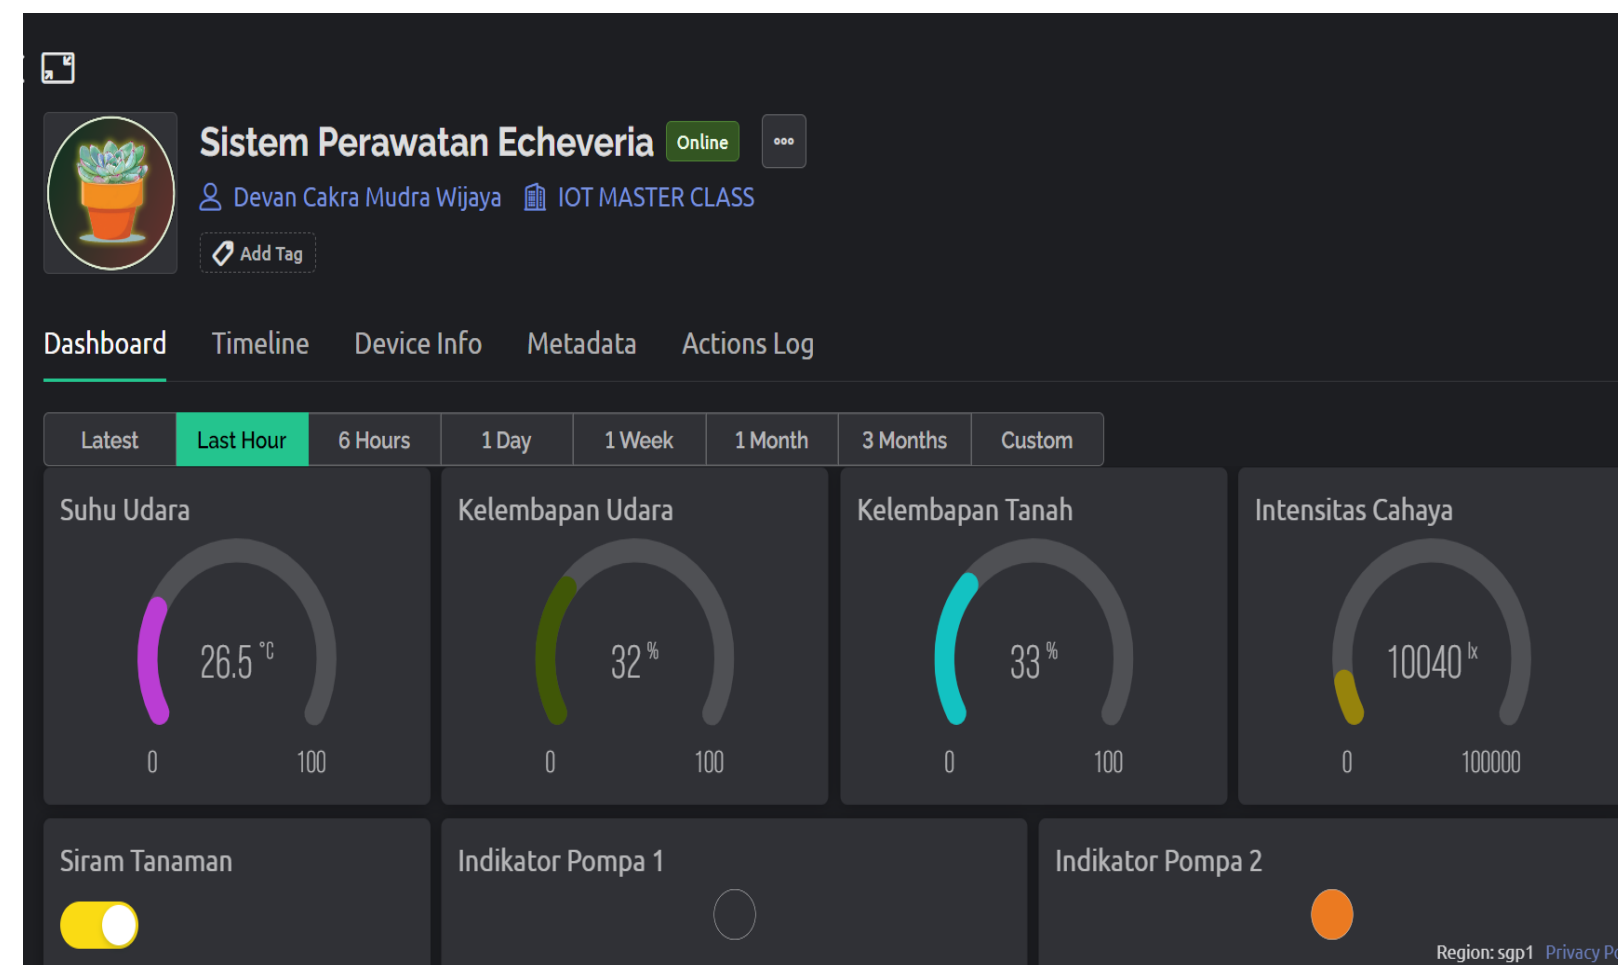 Sistem Perawatan Echeveria Online
Devan Cakra Mudra Wijaya IOT MASTER CLASS
Add Tag
Dashboard Timeline Device Info Metadata Actions Log
Latest Last Hour 6 Hours 1 Day 1 Week 1 Month 3 Months Custom
Suhu Udara Kelembapan Udara Kelembapan Tanah Intensitas Cahaya
26.5 °C 32 % 33 % 10040 lx
0 100 0 100 0 100 0 100000
Siram Tanaman Indikator Pompa 1 Indikator Pompa 2
Region: sgp1 Privacy